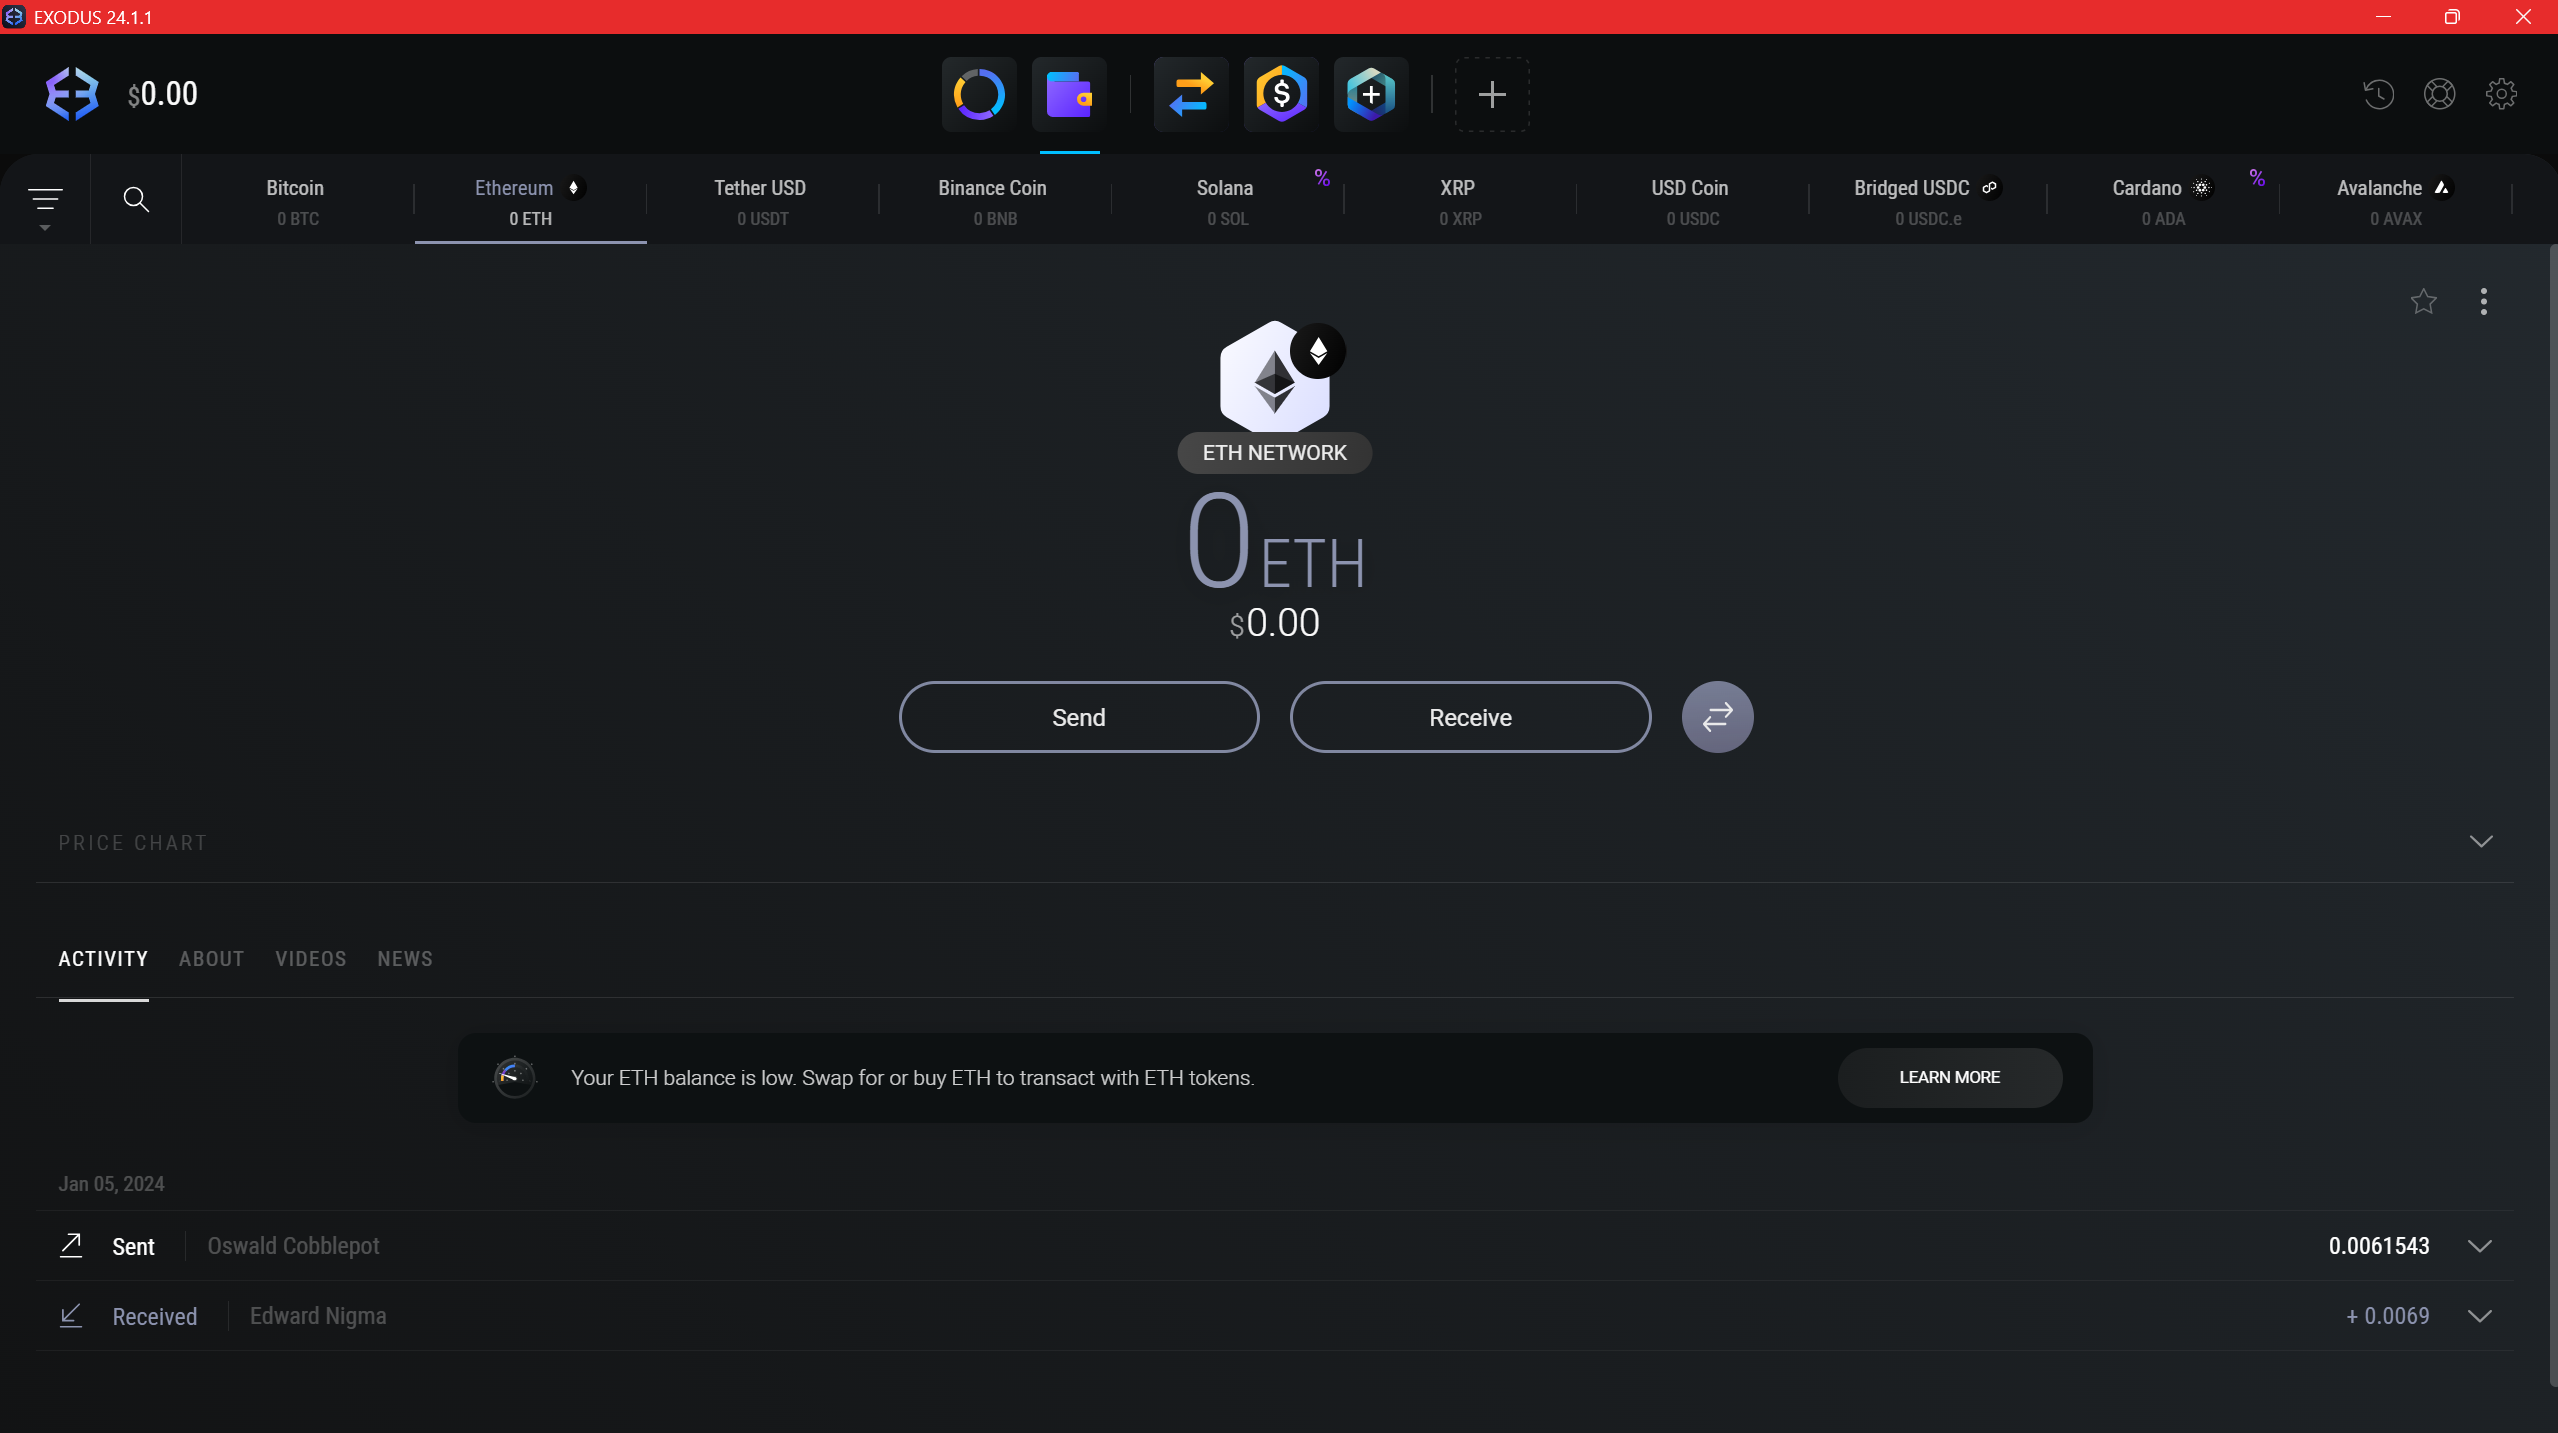 EXODUS 24.1.1
$0.00
Bitcoin
0 BTC
Ethereum
0 ETH
Tether USD
0 USDT
Binance Coin
0 BNB
Solana
0 SOL
%
XRP
0 XRP
USD Coin
0 USDC
Bridged USDC
0 USDC.e
Cardano
0 ADA
%
Avalanche
0 AVAX
ETH NETWORK
0 ETH
$0.00
Send
Receive
PRICE CHART
ACTIVITY ABOUT VIDEOS NEWS
Your ETH balance is low. Swap for or buy ETH to transact with ETH tokens.
LEARN MORE
Jan 05, 2024
Sent Oswald Cobblepot 0.0061543
Received Edward Nigma + 0.0069